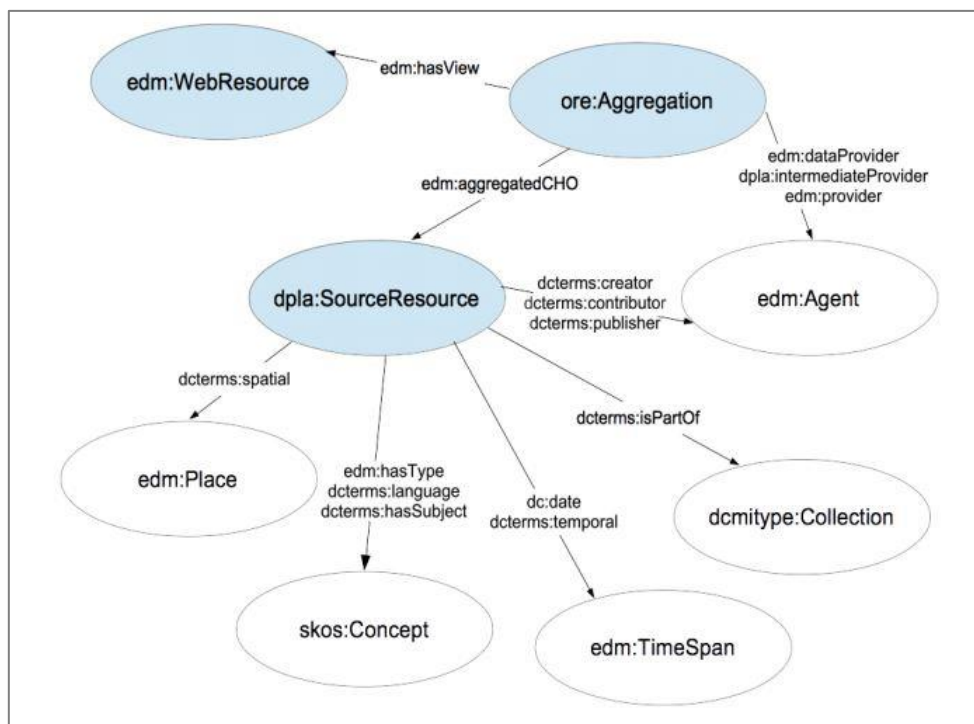 edm:WebResource
edm:hasView
ore:Aggregation
edm:dataProvider
dpla:intermediateProvider
edm:provider
edm:aggregatedCHO
dpla:SourceResource
dcterms:creator
dcterms:contributor
dcterms:publisher
edm:Agent
dcterms:spatial
dcterms:isPartOf
edm:Place
edm:hasType
dcterms:language
dcterms:hasSubject
dc:date
dcterms:temporal
dcmitype:Collection
skos:Concept
edm:TimeSpan